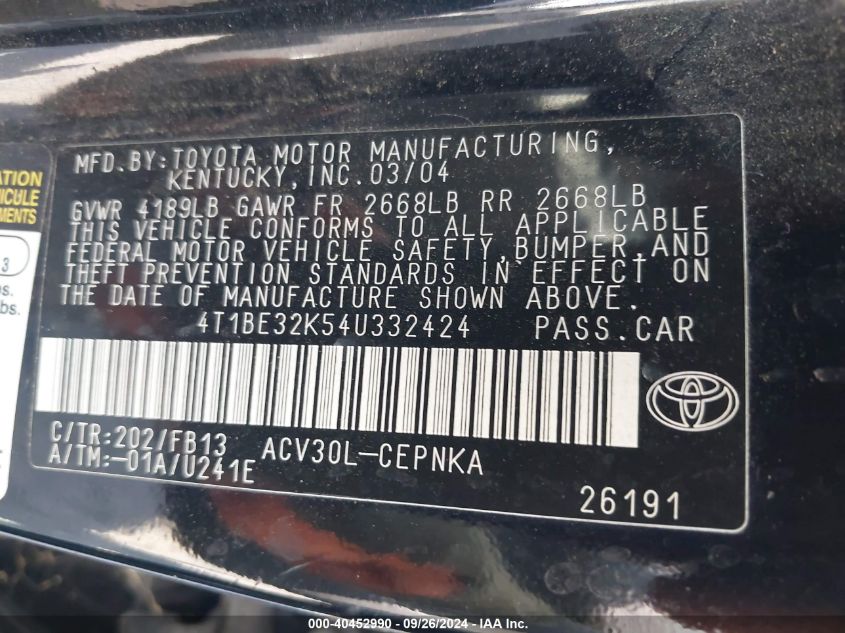 MFD.BY:TOYOTA MOTOR MANUFACTURING,
KENTUCKY,INC.03/04
GVWR 4189LB GAWR FR 2668LB RR 2668LB
THIS VEHICLE CONFORMS TO ALL APPLICABLE
FEDERAL MOTOR VEHICLE SAFETY,BUMPER,AND
THEFT PREVENTION STANDARDS IN EFFECT ON
THE DATE OF MANUFACTURE SHOWN ABOVE.
4T1BE32K54U332424 PASS.CAR
C/TR:202/FB13 ACV30L-CEPNKA
A/TM:-01A/U241E
26191
3
000-40452990 - 09/26/2024 - IAA Inc.